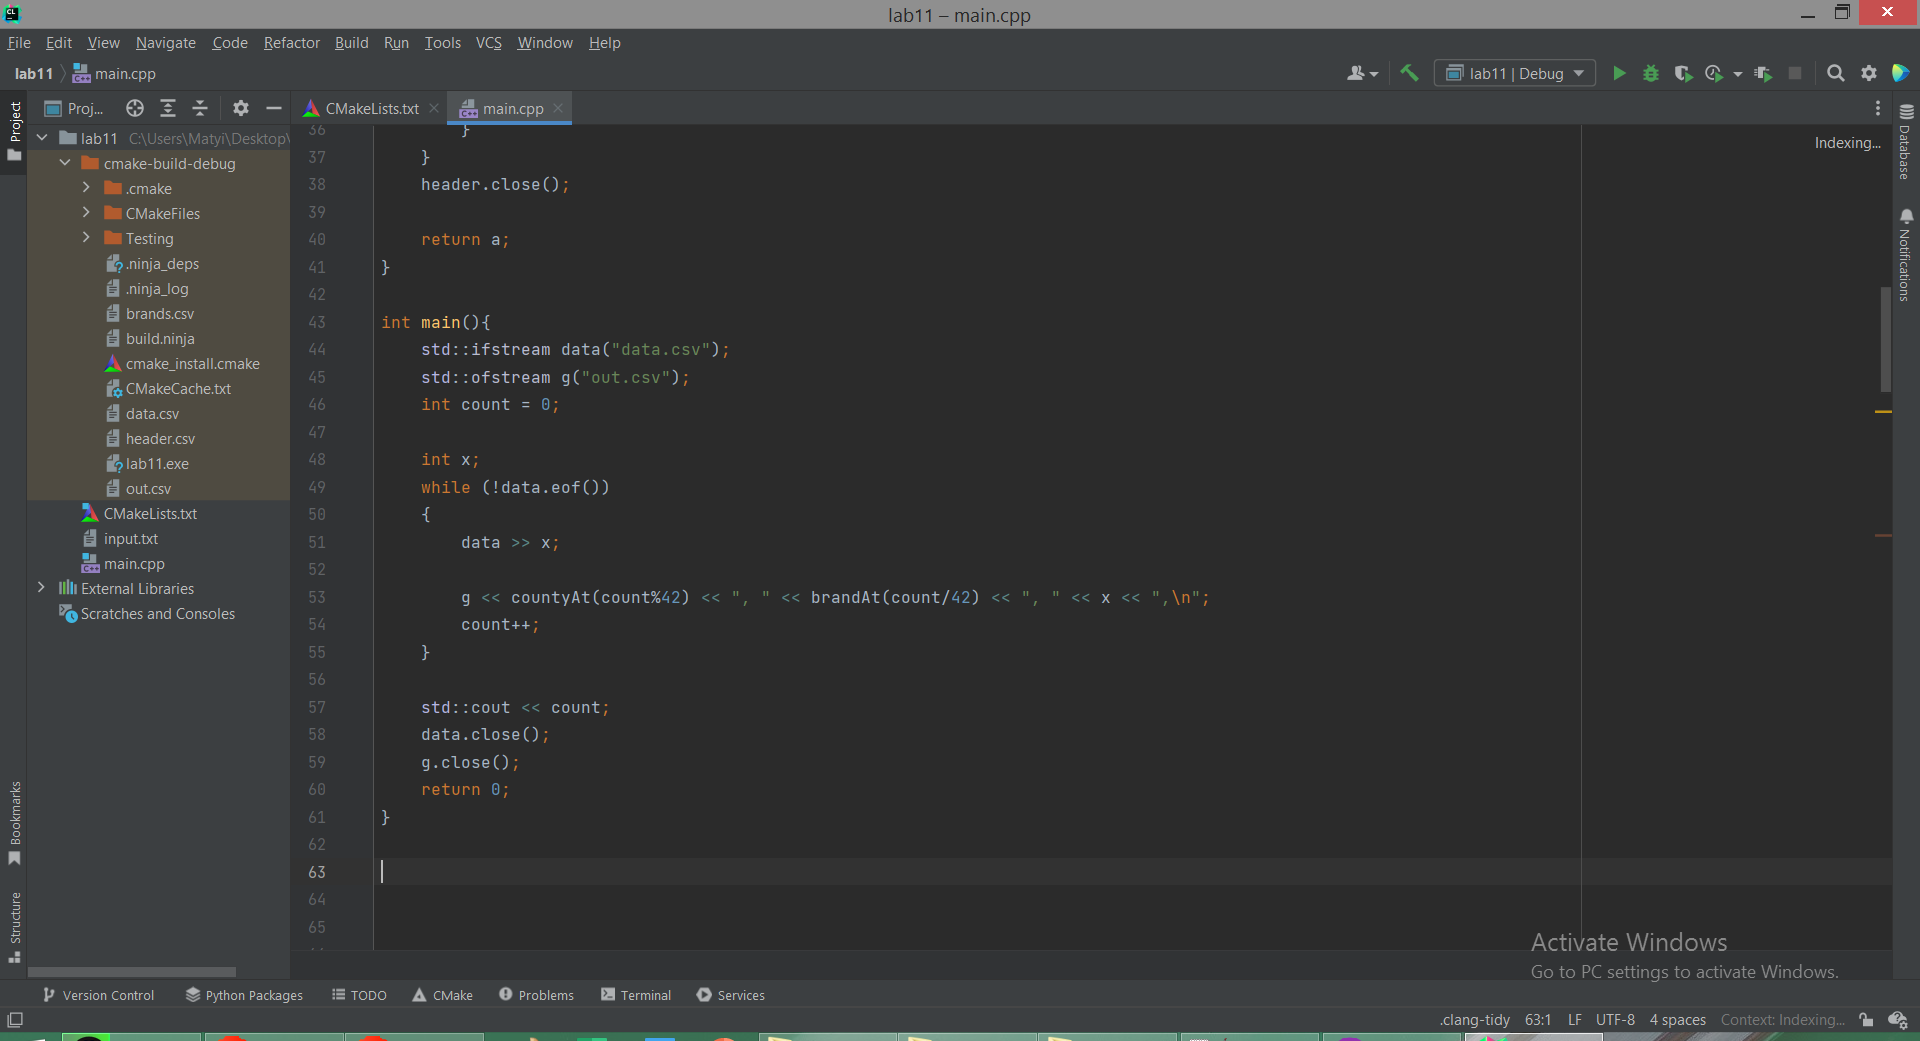 lab11 – main.cpp
File Edit View Navigate Code Refactor Build Run Tools VCS Window Help
lab11 main.cpp lab11 | Debug
Project
Proj...
CMakeLists.txt main.cpp
lab11 C:\Users\Matyi\Desktop\
cmake-build-debug
.cmake
CMakeFiles
Testing
.ninja_deps
.ninja_log
brands.csv
build.ninja
cmake_install.cmake
CMakeCache.txt
data.csv
header.csv
lab11.exe
out.csv
CMakeLists.txt
input.txt
main.cpp
External Libraries
Scratches and Consoles
Bookmarks
Structure
36 }
37 }
38 header.close();
39
40 return a;
41 }
42
43 int main(){
44 std::ifstream data("data.csv");
45 std::ofstream g("out.csv");
46 int count = 0;
47
48 int x;
49 while (!data.eof())
50 {
51 data >> x;
52
53 g << countyAt(count%42) << ", " << brandAt(count/42) << ", " << x << ",\n";
54 count++;
55 }
56
57 std::cout << count;
58 data.close();
59 g.close();
60 return 0;
61 }
62
63
64
65
Indexing...
Database
Notifications
Activate Windows
Go to PC settings to activate Windows.
Version Control Python Packages TODO CMake Problems Terminal Services
.clang-tidy 63:1 LF UTF-8 4 spaces Context: Indexing...